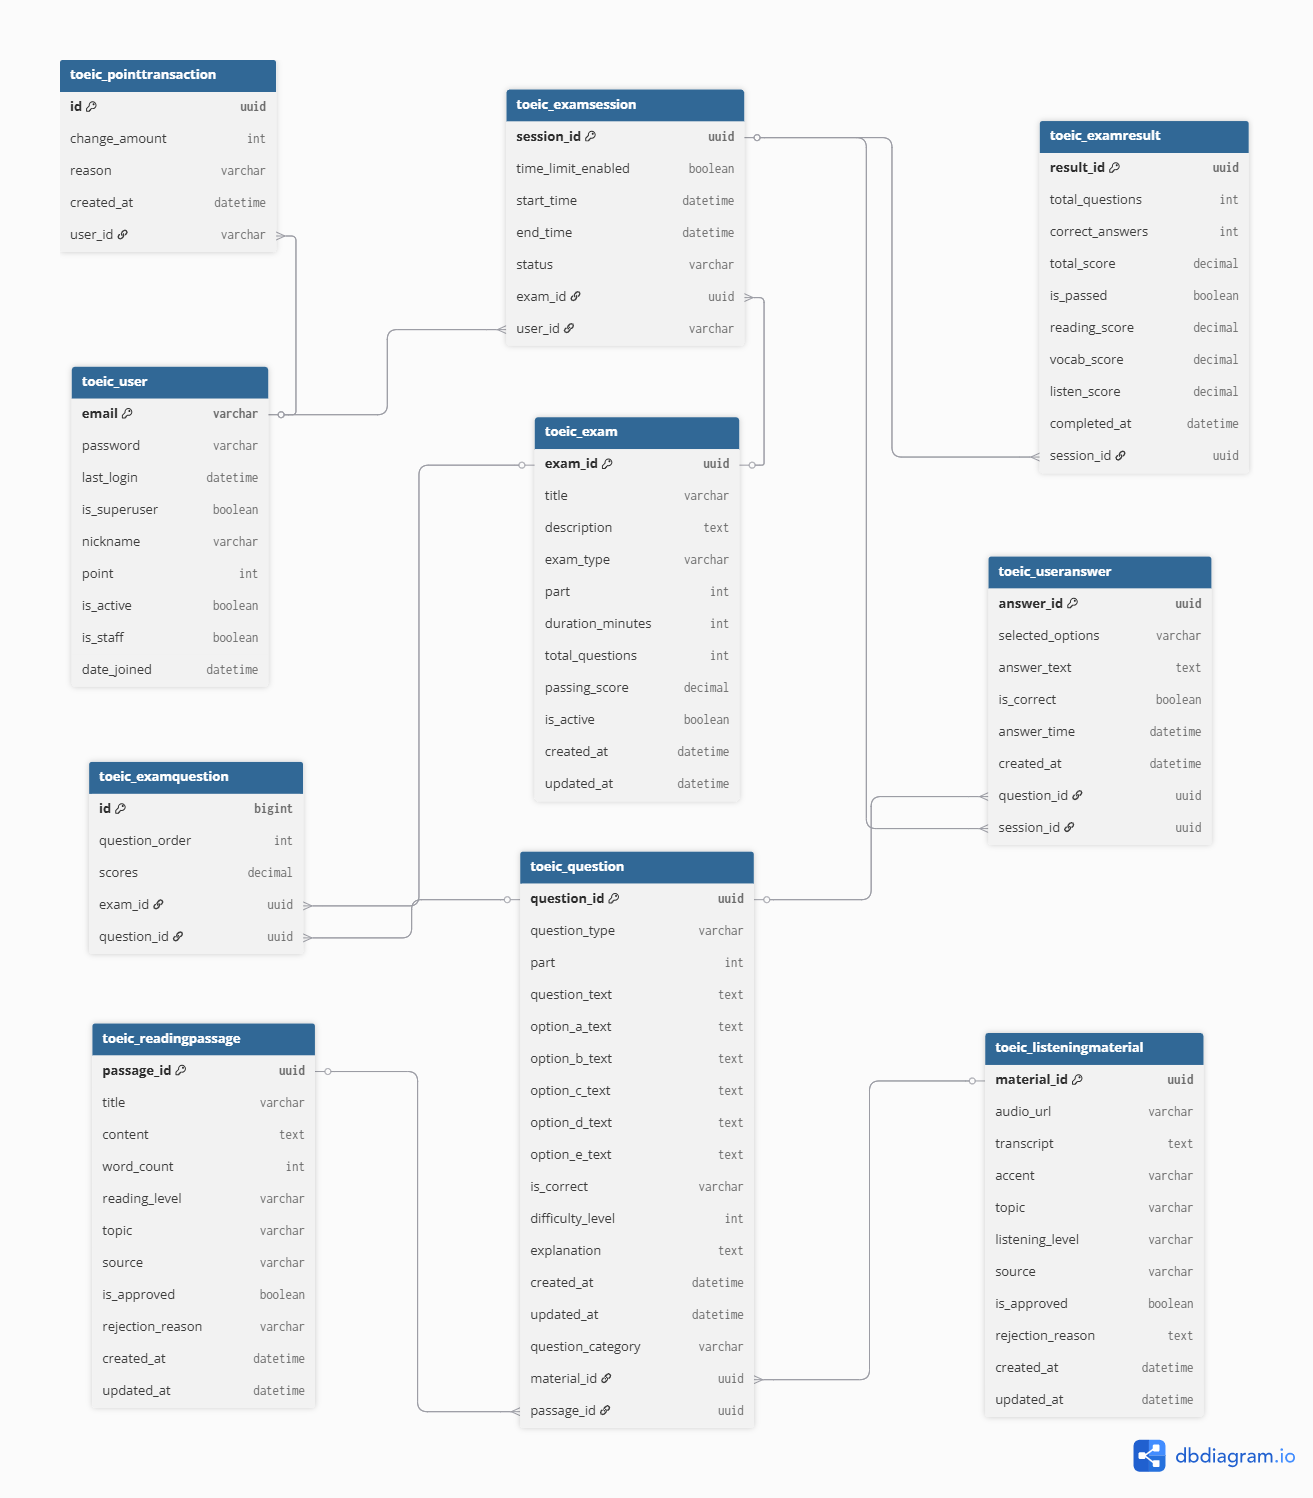 toeic_pointtransaction
id uuid
change_amount int
reason varchar
created_at datetime
user_id varchar
toeic_examsession
session_id uuid
time_limit_enabled boolean
start_time datetime
end_time datetime
status varchar
exam_id uuid
user_id varchar
toeic_examresult
result_id uuid
total_questions int
correct_answers int
total_score decimal
is_passed boolean
reading_score decimal
vocab_score decimal
listen_score decimal
completed_at datetime
session_id uuid
toeic_user
email varchar
password varchar
last_login datetime
is_superuser boolean
nickname varchar
point int
is_active boolean
is_staff boolean
date_joined datetime
toeic_exam
exam_id uuid
title varchar
description text
exam_type varchar
part int
duration_minutes int
total_questions int
passing_score decimal
is_active boolean
created_at datetime
updated_at datetime
toeic_useranswer
answer_id uuid
selected_options varchar
answer_text text
is_correct boolean
answer_time datetime
created_at datetime
question_id uuid
session_id uuid
toeic_examquestion
id bigint
question_order int
scores decimal
exam_id uuid
question_id uuid
toeic_question
question_id uuid
question_type varchar
part int
question_text text
option_a_text text
option_b_text text
option_c_text text
option_d_text text
option_e_text text
is_correct varchar
difficulty_level int
explanation text
created_at datetime
updated_at datetime
question_category varchar
material_id uuid
passage_id uuid
toeic_readingpassage
passage_id uuid
title varchar
content text
word_count int
reading_level varchar
topic varchar
source varchar
is_approved boolean
rejection_reason varchar
created_at datetime
updated_at datetime
toeic_listeningmaterial
material_id uuid
audio_url varchar
transcript text
accent varchar
topic varchar
listening_level varchar
source varchar
is_approved boolean
rejection_reason text
created_at datetime
updated_at datetime
dbdiagram.io